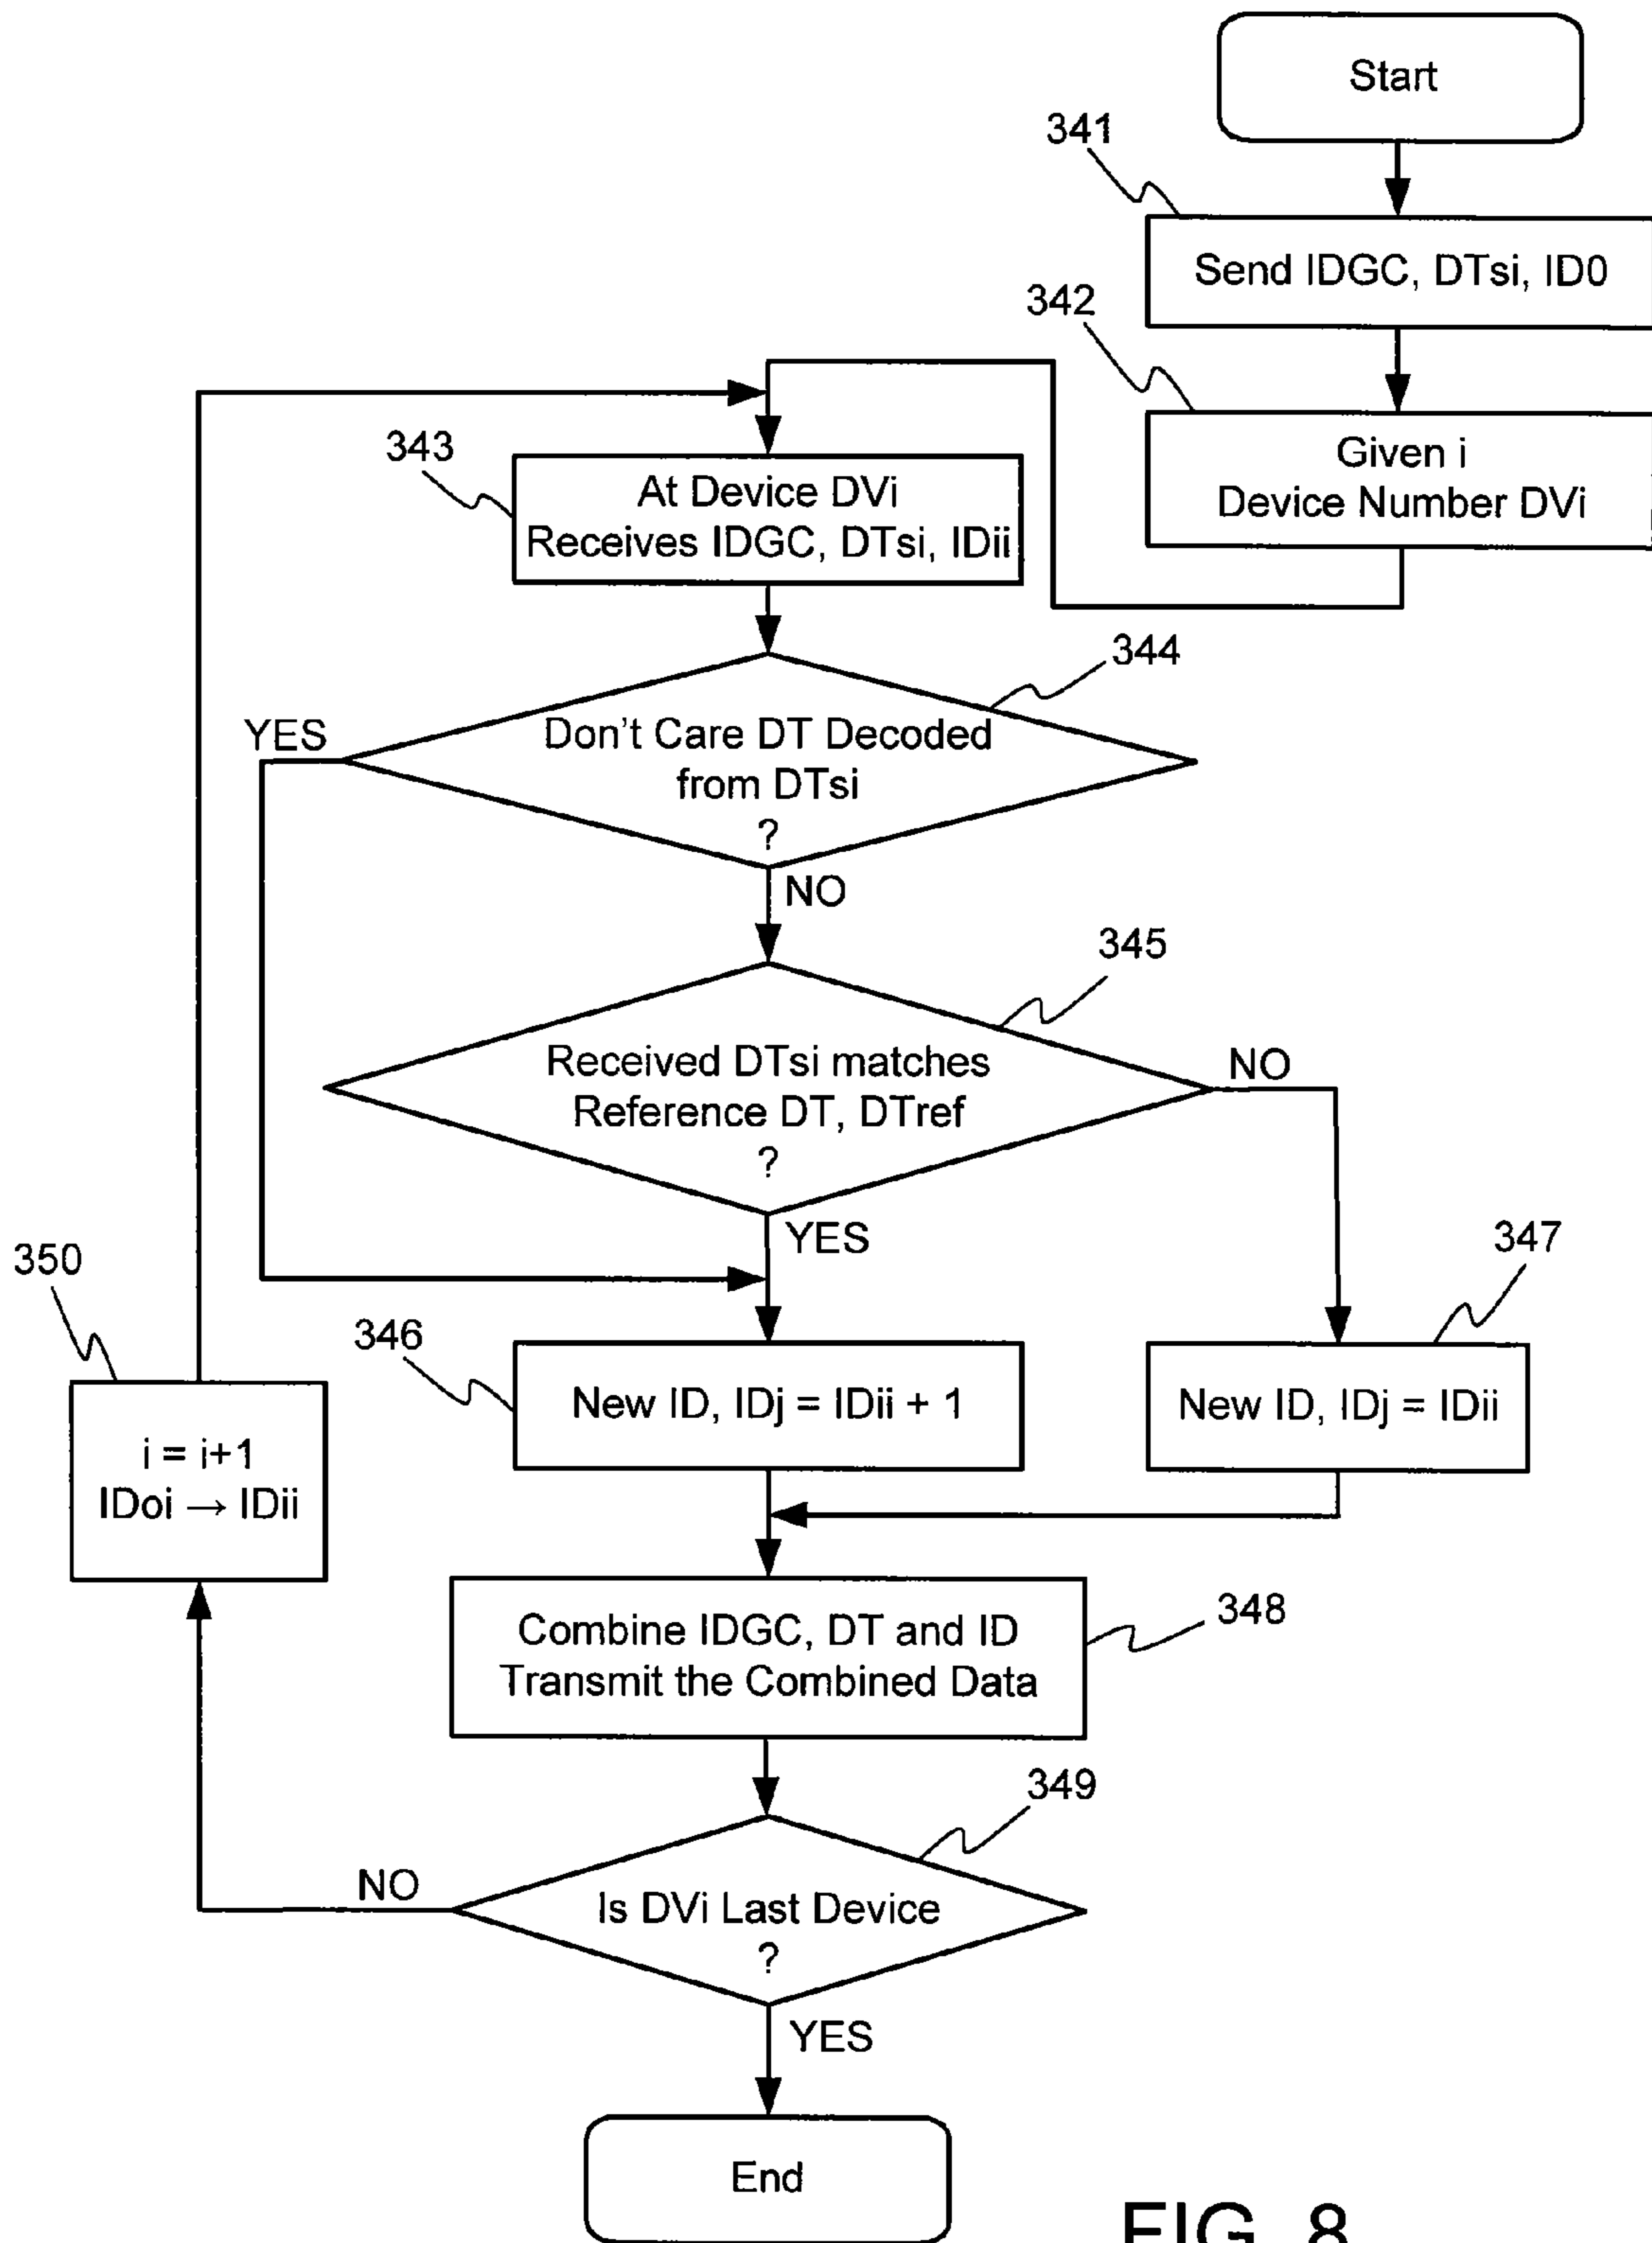 Start
341
Send IDGC, DTsi, ID0
342
Given i
Device Number DVi
343
At Device DVi
Receives IDGC, DTsi, IDii
344
YES
Don't Care DT Decoded
from DTsi
?
NO
345
Received DTsi matches
Reference DT, DTref
?
NO
YES
350
347
346
New ID, IDj = IDii + 1
New ID, IDj = IDii
i = i+1
IDoi → IDii
348
Combine IDGC, DT and ID
Transmit the Combined Data
349
NO
Is DVi Last Device
?
YES
End
FIG. 8